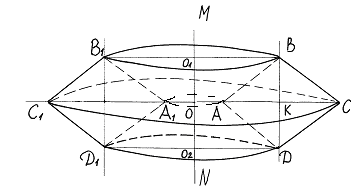 M
B₁ O₁ B
C₁ A₁ O A K C
D₁ O₂ D
N